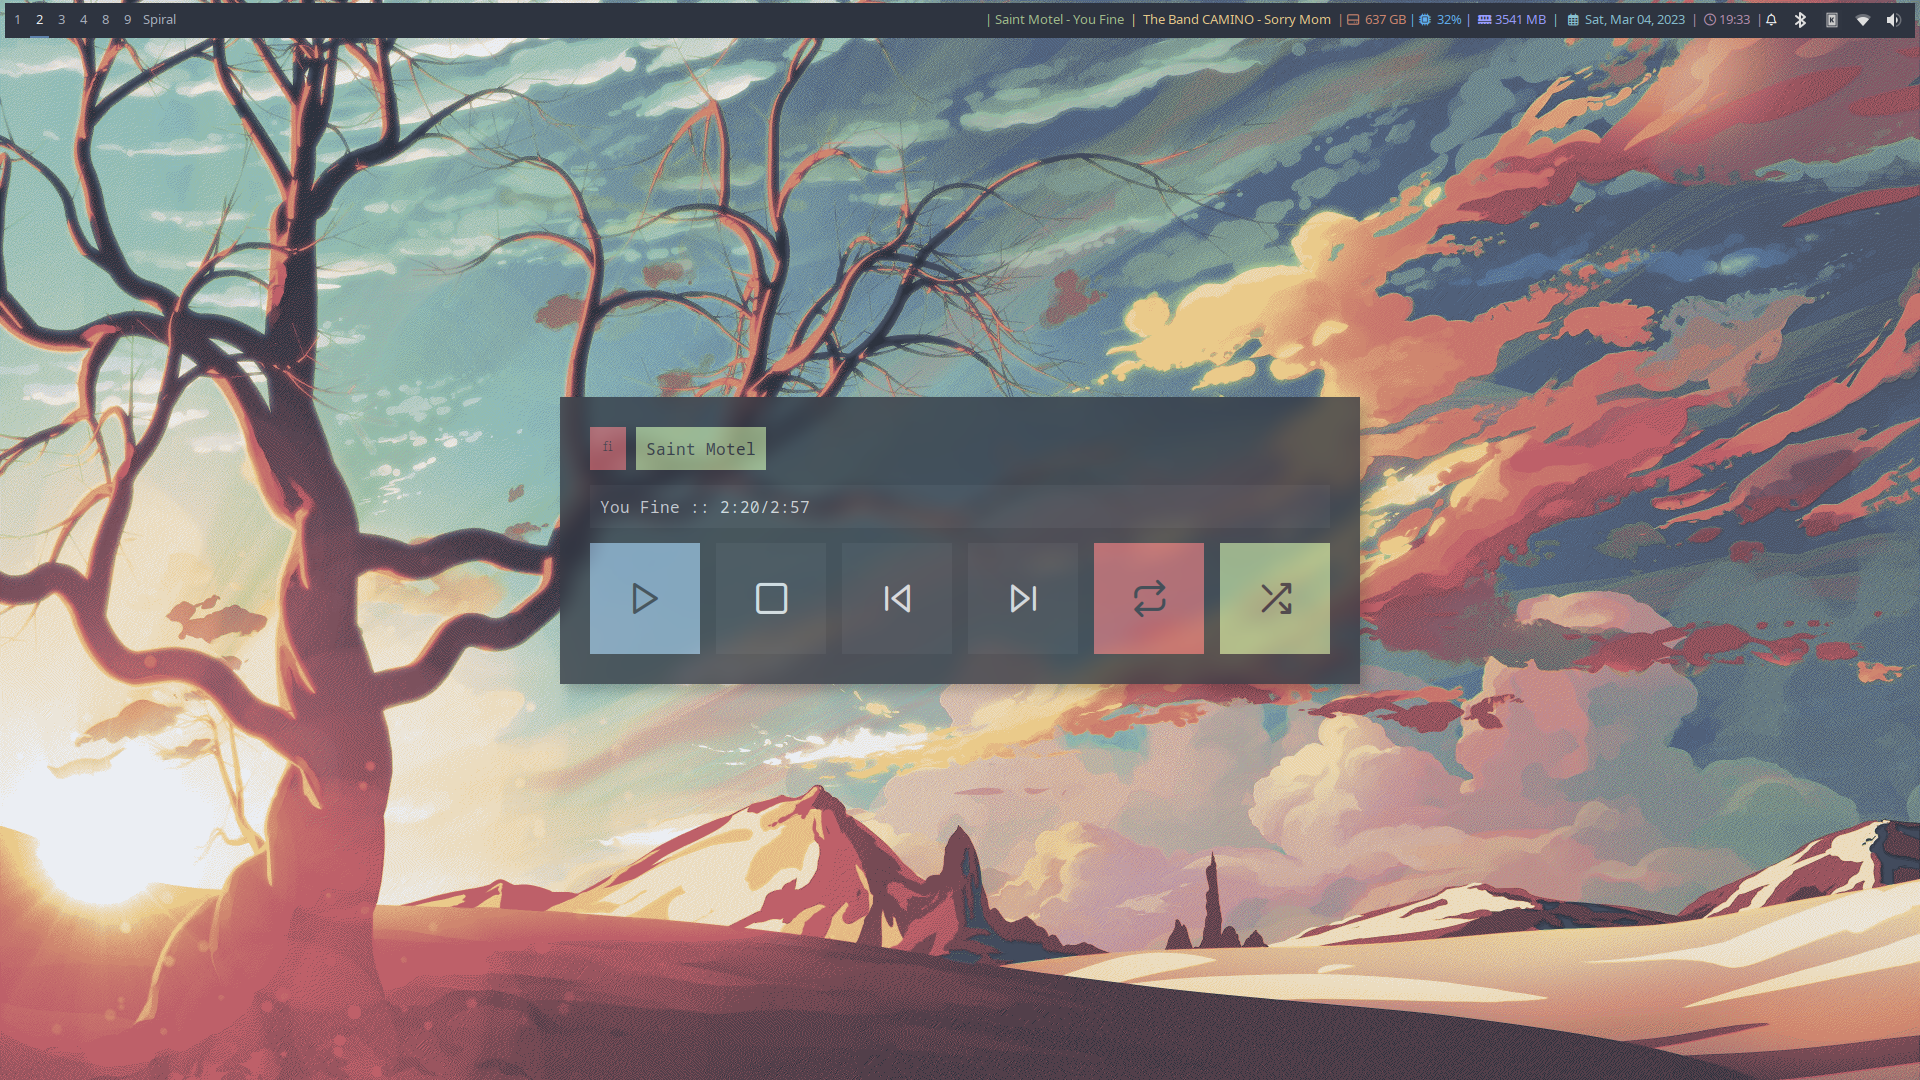 1 2 3 4 8 9 Spiral | Saint Motel - You Fine | The Band CAMINO - Sorry Mom | 637 GB | 32% | 3541 MB | Sat, Mar 04, 2023 | 19:33 |
Saint Motel
You Fine :: 2:20/2:57